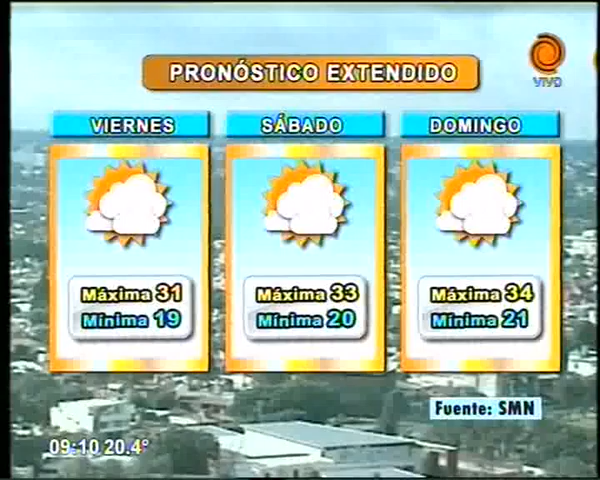 PRONÓSTICO EXTENDIDO
VIVO
VIERNES
SÁBADO
DOMINGO
Máxima 31
Mínima 19
Máxima 33
Mínima 20
Máxima 34
Mínima 21
Fuente: SMN
09:10 20.4°